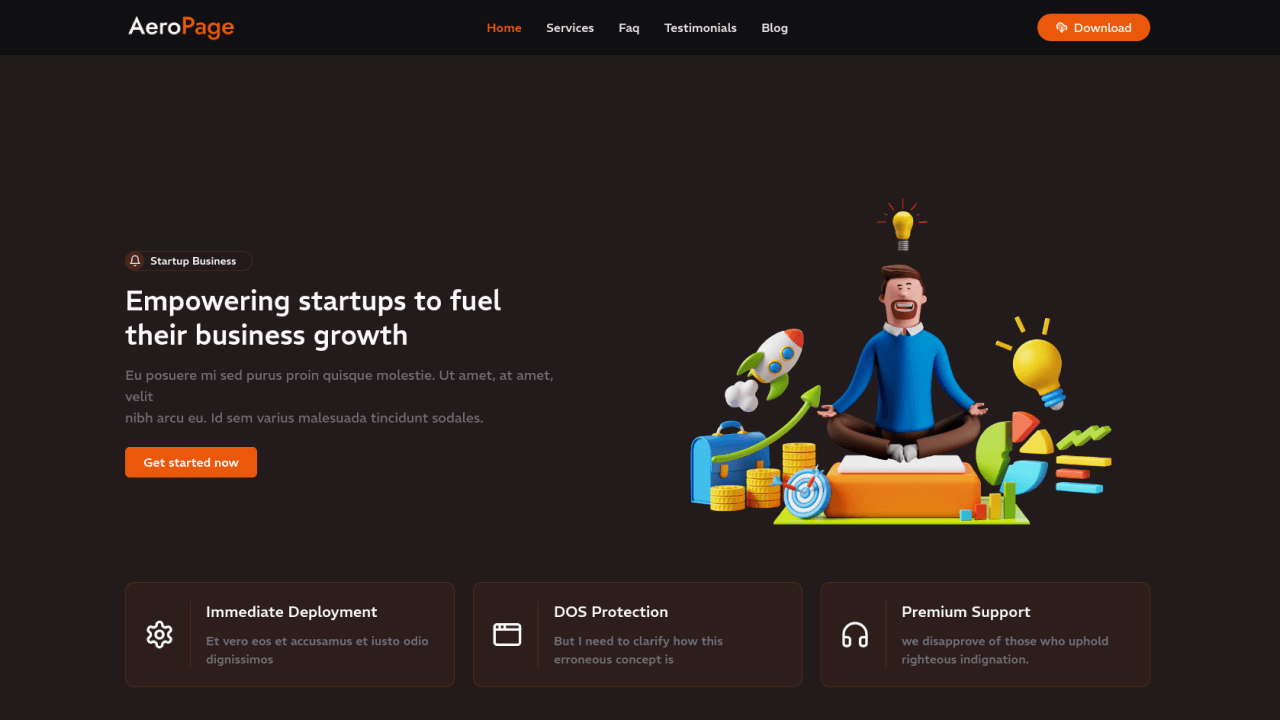 AeroPage
Home Services Faq Testimonials Blog
Download
Startup Business
Empowering startups to fuel
their business growth
Eu posuere mi sed purus proin quisque molestie. Ut amet, at amet,
velit
nibh arcu eu. Id sem varius malesuada tincidunt sodales.
Get started now
Immediate Deployment
Et vero eos et accusamus et iusto odio
dignissimos
DOS Protection
But I need to clarify how this
erroneous concept is
Premium Support
we disapprove of those who uphold
righteous indignation.